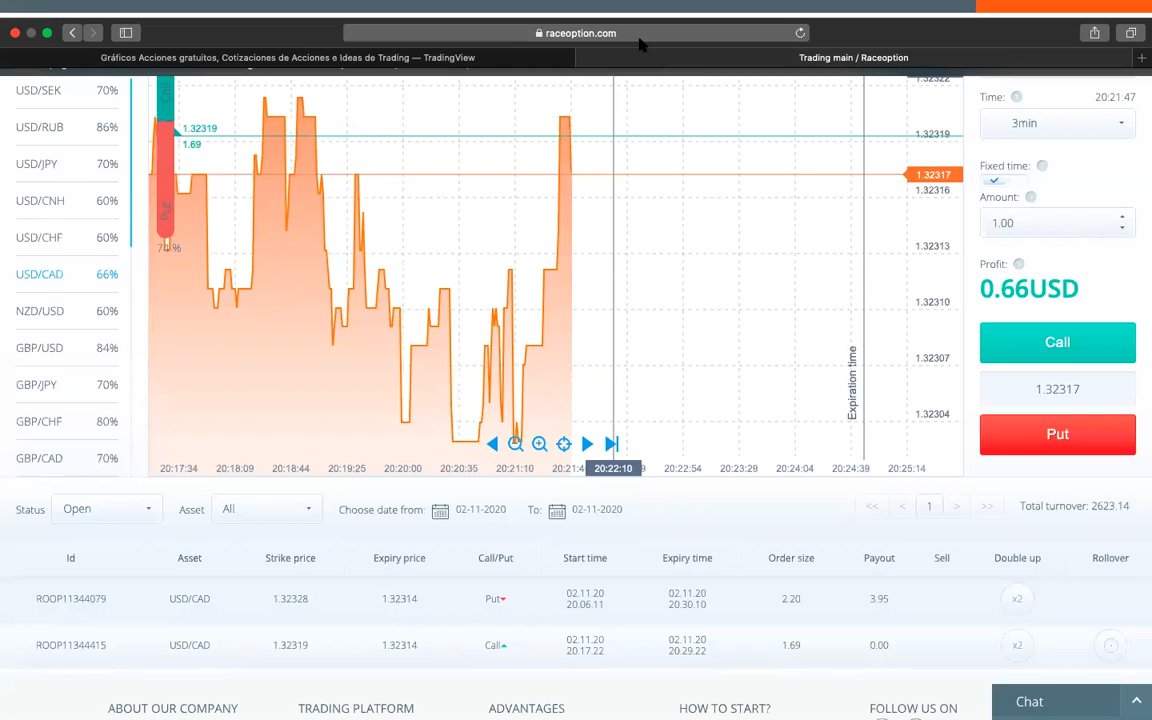 raceoption.com
Gráficos Acciones gratuitos, Cotizaciones de Acciones e Ideas de Trading — TradingView
Trading main / Raceoption
USD/SEK 70%
USD/RUB 86%
USD/JPY 70%
USD/CNH 60%
USD/CHF 60%
USD/CAD 66%
NZD/USD 60%
GBP/USD 84%
GBP/JPY 70%
GBP/CHF 80%
GBP/CAD 70%
Call
Put
71 %
1.32319
1.69
1.32322
1.32319
1.32317
1.32316
1.32313
1.32310
1.32307
1.32304
Expiration time
20:17:34 20:18:09 20:18:44 20:19:25 20:20:00 20:20:35 20:21:10 20:21:4 20:22:10 9 20:22:54 20:23:29 20:24:04 20:24:39 20:25:14
Time: 20:21:47
3min
Fixed time:
Amount:
1.00
Profit:
0.66USD
Call
1.32317
Put
Status Open Asset All Choose date from: 02-11-2020 To: 02-11-2020 << < 1 > >> Total turnover: 2623.14
Id Asset Strike price Expiry price Call/Put Start time Expiry time Order size Payout Sell Double up Rollover
ROOP11344079 USD/CAD 1.32328 1.32314 Put 02.11.20 20.06.11 02.11.20 20.30.10 2.20 3.95 x2
ROOP11344415 USD/CAD 1.32319 1.32314 Call 02.11.20 20.17.22 02.11.20 20.29.22 1.69 0.00 x2
ABOUT OUR COMPANY TRADING PLATFORM ADVANTAGES HOW TO START? FOLLOW US ON
Chat